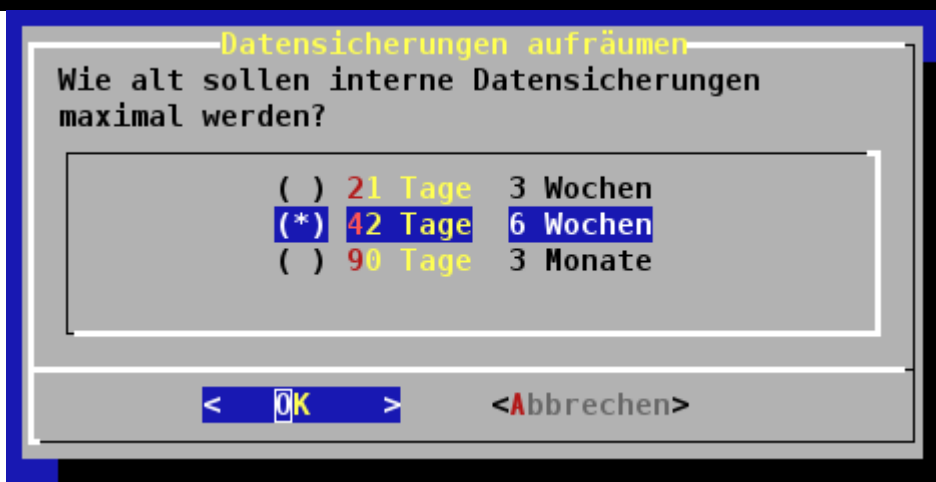 Datensicherungen aufräumen
Wie alt sollen interne Datensicherungen
maximal werden?
( ) 21 Tage 3 Wochen
(*) 42 Tage 6 Wochen
( ) 90 Tage 3 Monate
< OK > <Abbrechen>